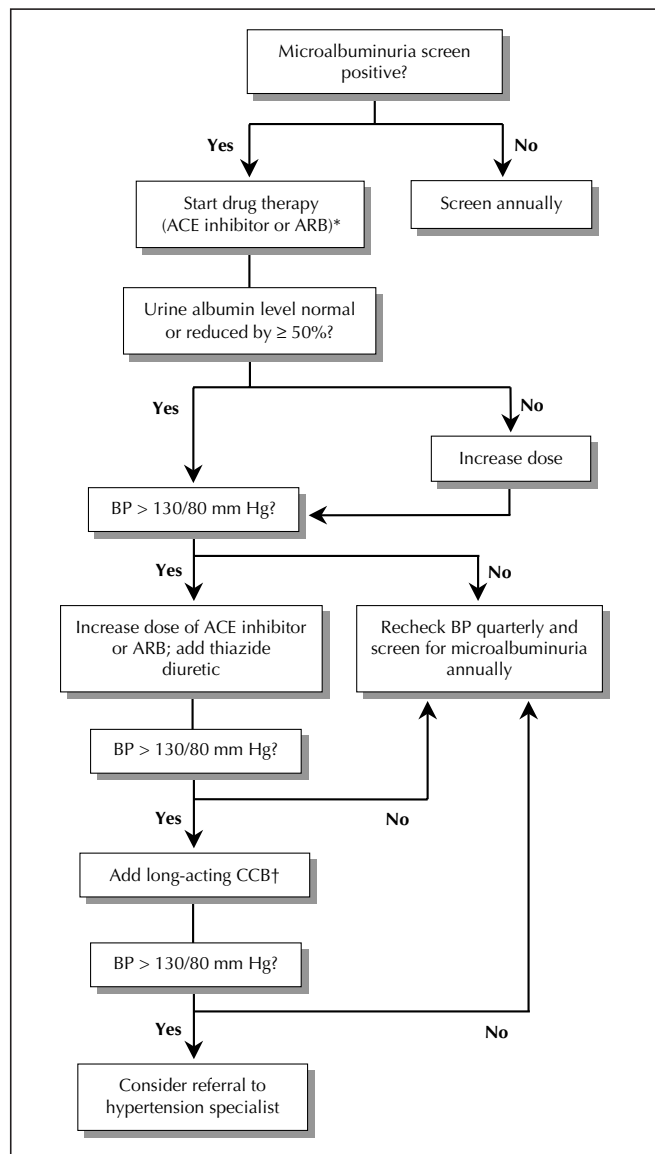 Microalbuminuria screen
positive?
Yes
No
Start drug therapy
(ACE inhibitor or ARB)*
Screen annually
Urine albumin level normal
or reduced by ≥ 50%?
Yes
No
Increase dose
BP > 130/80 mm Hg?
Yes
No
Increase dose of ACE inhibitor
or ARB; add thiazide
diuretic
Recheck BP quarterly and
screen for microalbuminuria
annually
BP > 130/80 mm Hg?
Yes
No
Add long-acting CCB†
BP > 130/80 mm Hg?
Yes
No
Consider referral to
hypertension specialist